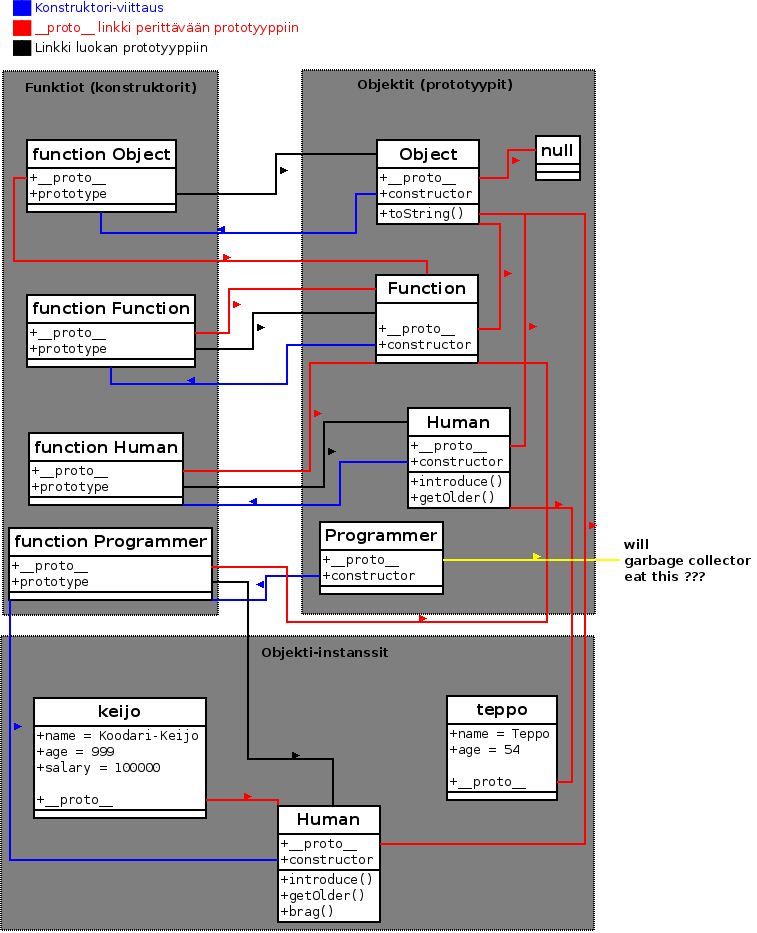 Konstruktori-viittaus
__proto__ linkki perittävään prototyyppiin
Linkki luokan prototyyppiin
Funktiot (konstruktorit)
Objektit (prototyypit)
function Object
+__proto__
+prototype
Object
+__proto__
+constructor
+toString()
null
function Function
+__proto__
+prototype
Function
+__proto__
+constructor
function Human
+__proto__
+prototype
Human
+__proto__
+constructor
+introduce()
+getOlder()
function Programmer
+__proto__
+prototype
Programmer
+__proto__
+constructor
will
garbage collector
eat this ???
Objekti-instanssit
keijo
+name = Koodari-Keijo
+age = 999
+salary = 100000
+__proto__
teppo
+name = Teppo
+age = 54
+__proto__
Human
+__proto__
+constructor
+introduce()
+getOlder()
+brag()